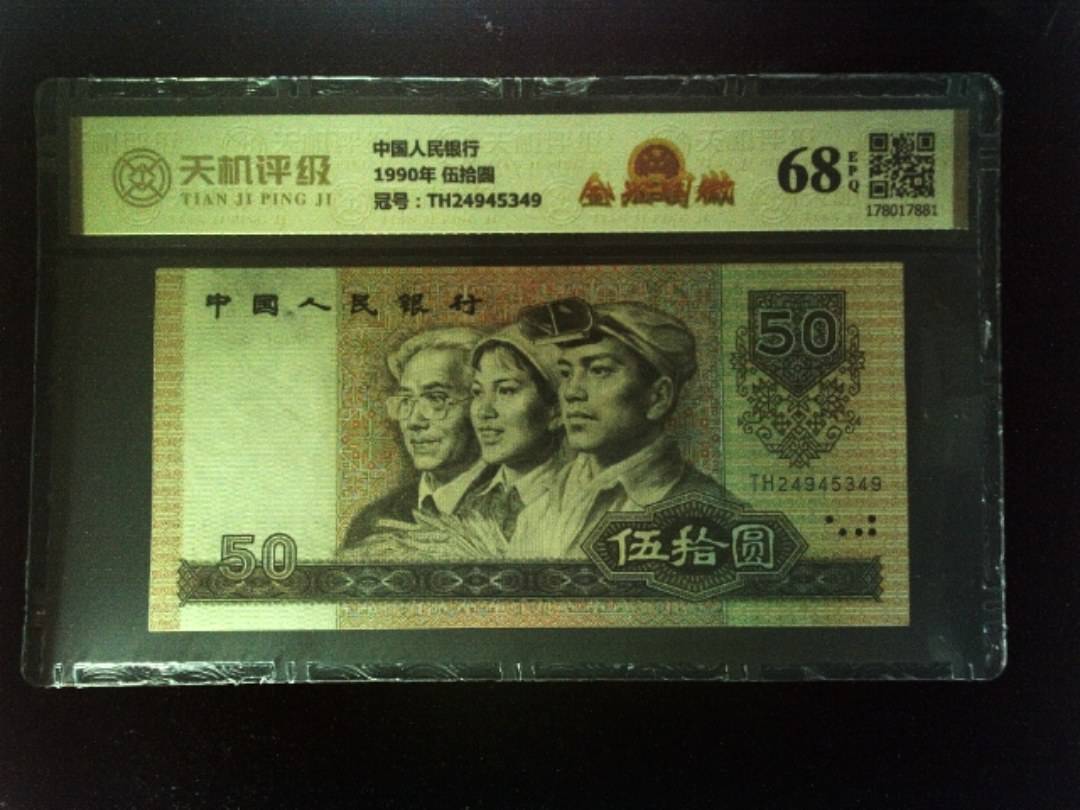 天机评级
TIAN JI PING JI
中国人民银行
1990年 伍拾圆
冠号：TH24945349
68
EPQ
178017881
中國人民銀行
50
TH24945349
50
伍拾圆